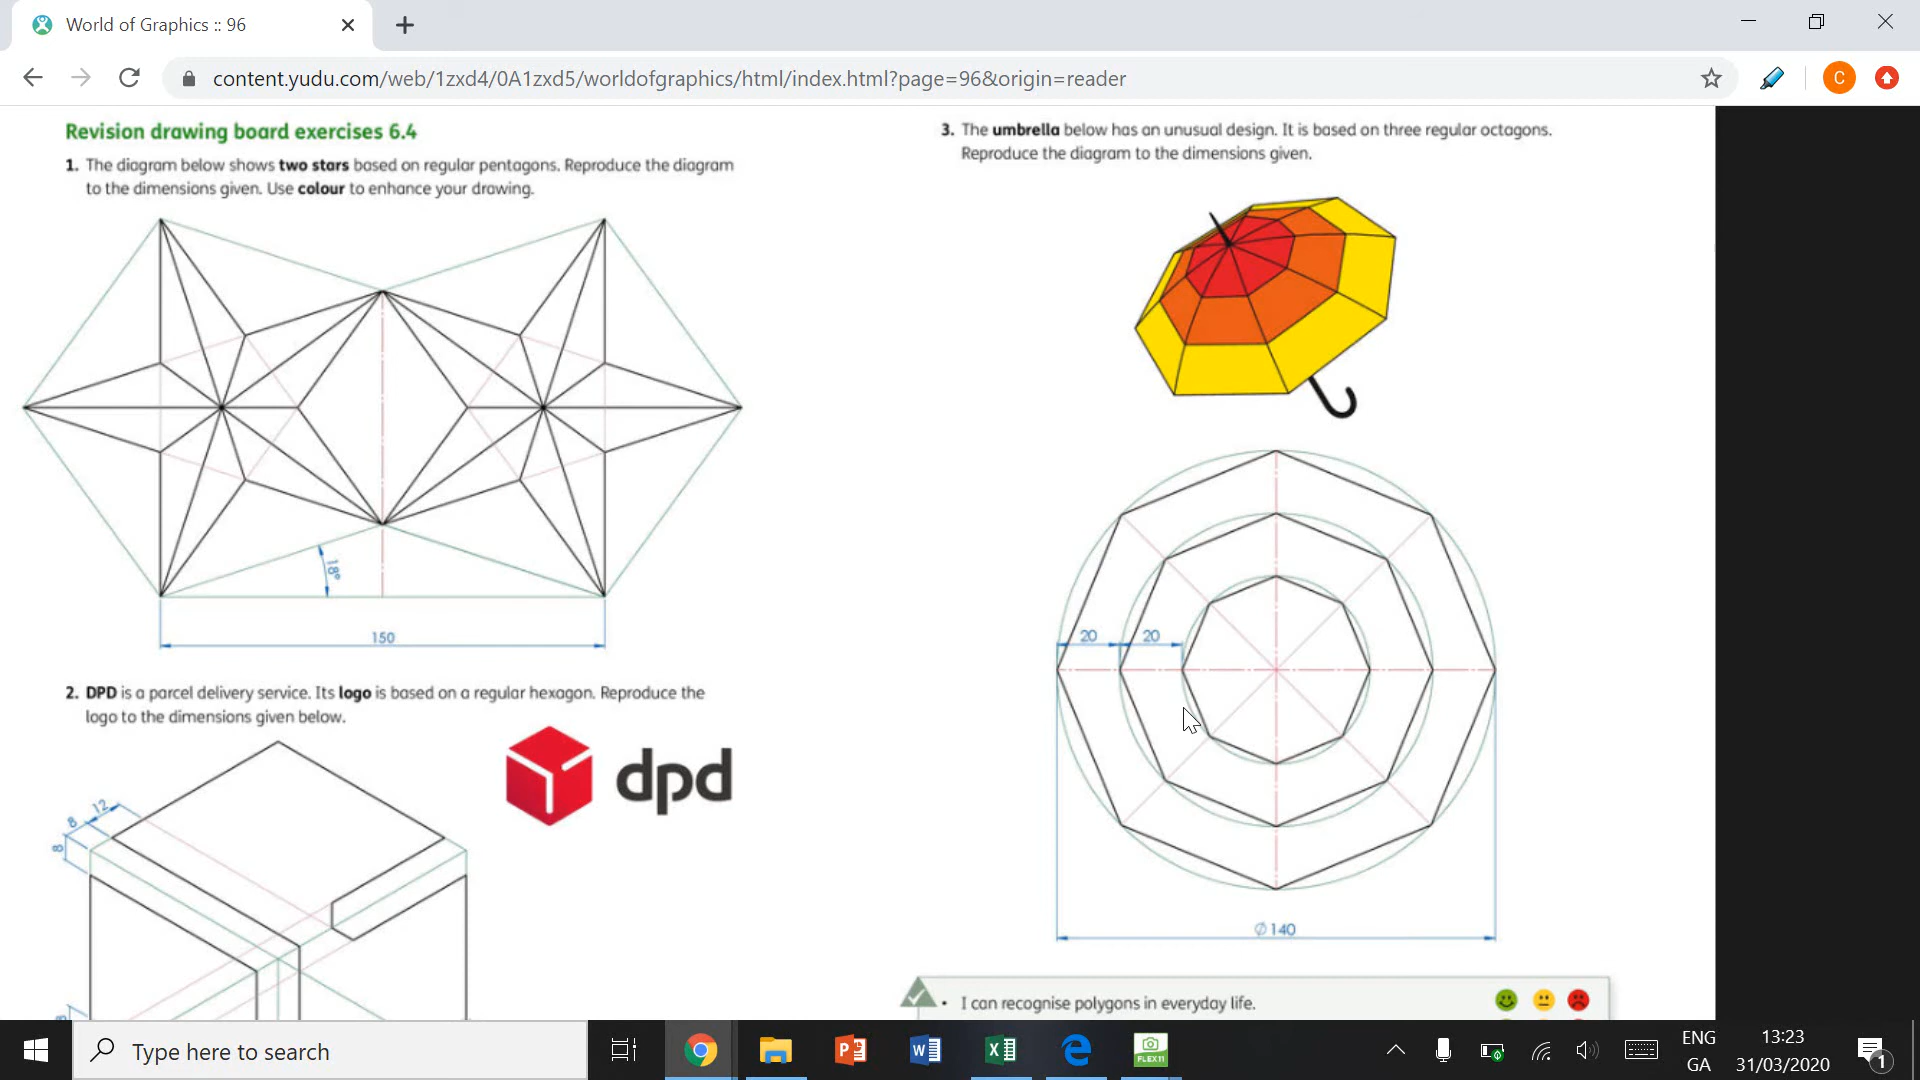 World of Graphics :: 96
content.yudu.com/web/1zxd4/0A1zxd5/worldofgraphics/html/index.html?page=96&origin=reader
C
Revision drawing board exercises 6.4
1. The diagram below shows two stars based on regular pentagons. Reproduce the diagram
to the dimensions given. Use colour to enhance your drawing.
18°
150
2. DPD is a parcel delivery service. Its logo is based on a regular hexagon. Reproduce the
logo to the dimensions given below.
dpd
12
8
8
8
3. The umbrella below has an unusual design. It is based on three regular octagons.
Reproduce the diagram to the dimensions given.
20
20
∅140
• I can recognise polygons in everyday life.
Type here to search
FLEX11
ENG
GA
13:23
31/03/2020
1